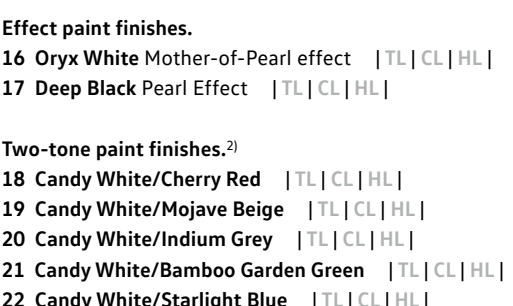 Effect paint finishes.
16 Oryx White Mother-of-Pearl effect | TL | CL | HL |
17 Deep Black Pearl Effect | TL | CL | HL |
Two-tone paint finishes.2)
18 Candy White/Cherry Red | TL | CL | HL |
19 Candy White/Mojave Beige | TL | CL | HL |
20 Candy White/Indium Grey | TL | CL | HL |
21 Candy White/Bamboo Garden Green | TL | CL | HL |
22 Candy White/Starlight Blue | TL | CL | HL |